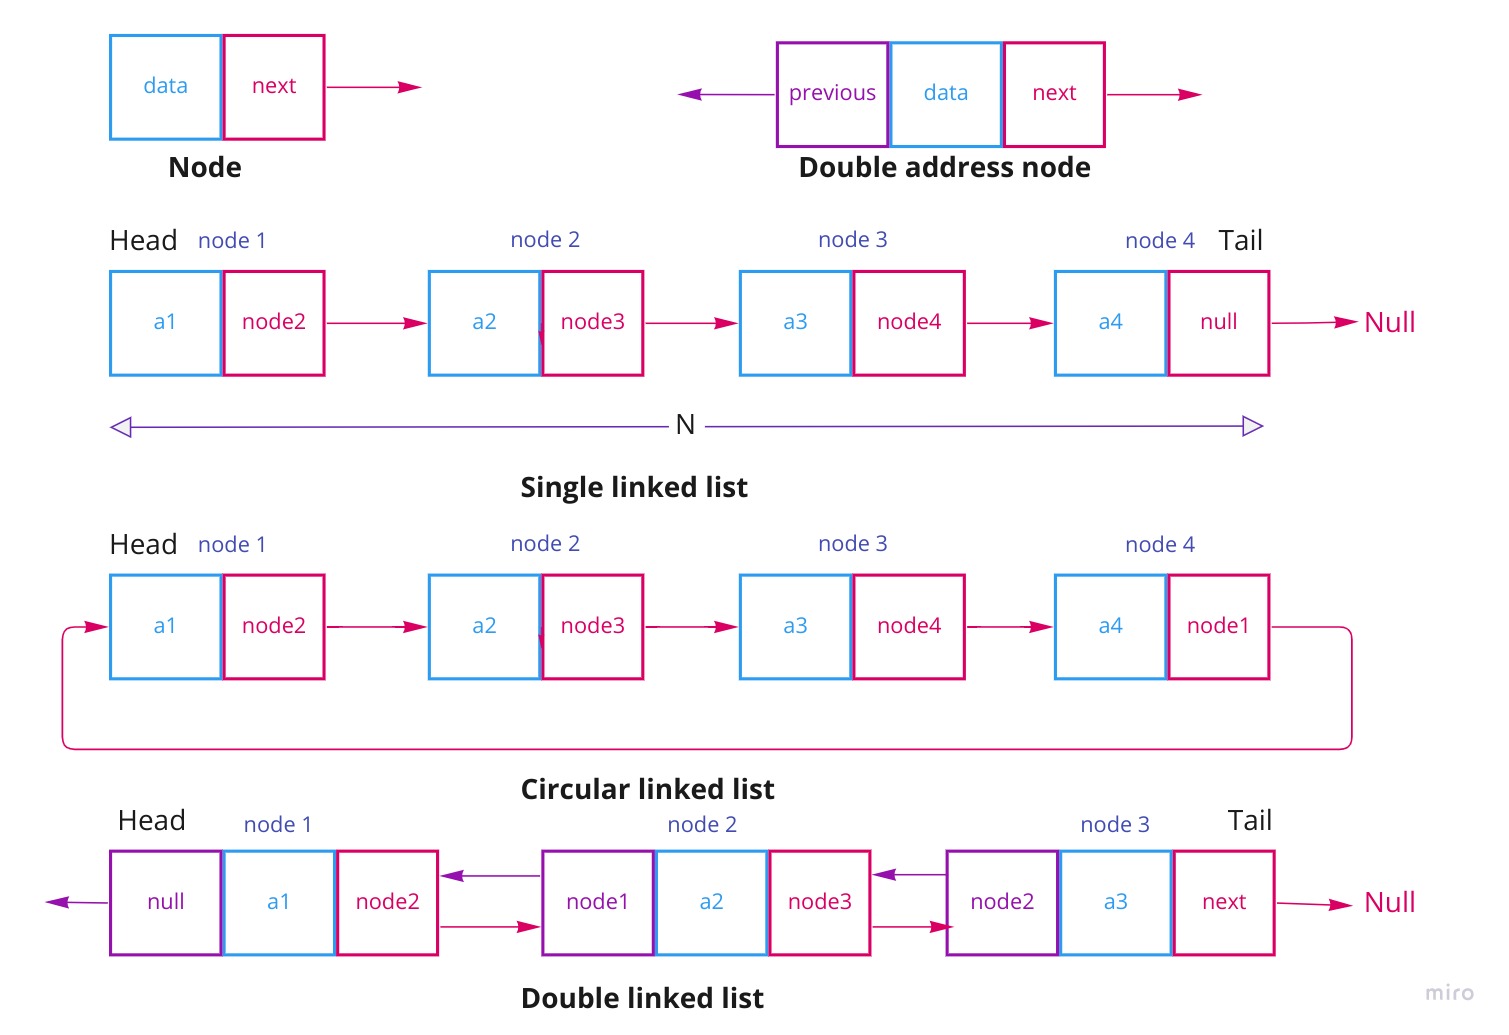 data next
previous data next
Node
Double address node
Head node 1 node 2 node 3 node 4 Tail
a1 node2 a2 node3 a3 node4 a4 null Null
N
Single linked list
Head node 1 node 2 node 3 node 4
a1 node2 a2 node3 a3 node4 a4 node1
Circular linked list
Head node 1 node 2 node 3 Tail
null a1 node2 node1 a2 node3 node2 a3 next Null
Double linked list
miro